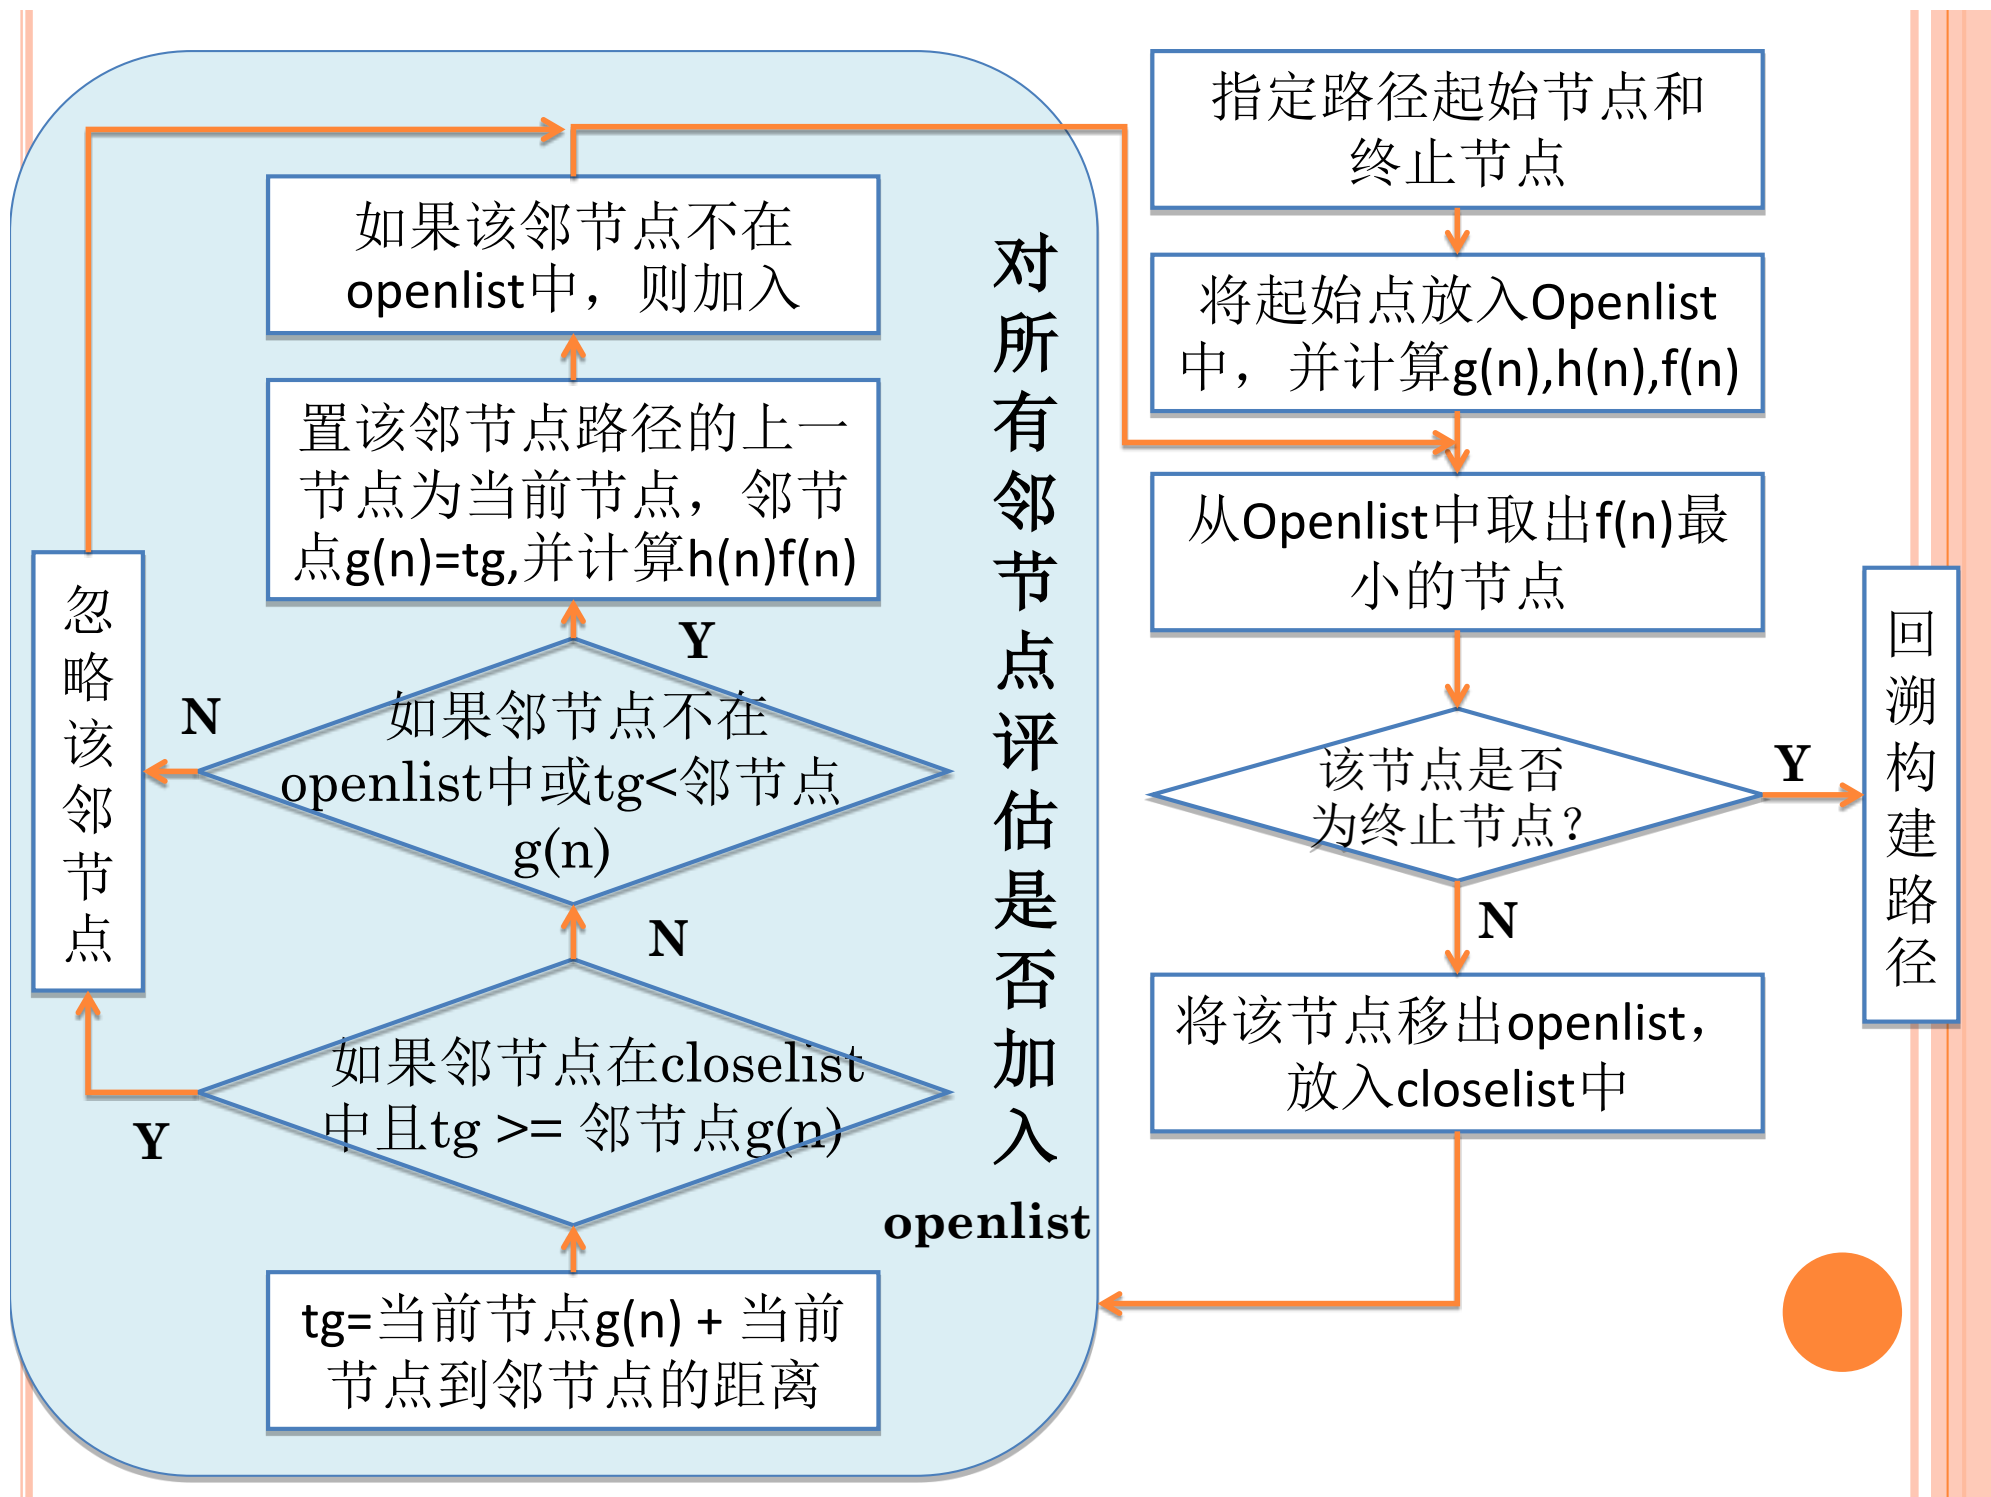 指定路径起始节点和
终止节点
将起始点放入Openlist
中，并计算g(n),h(n),f(n)
从Openlist中取出f(n)最
小的节点
该节点是否
为终止节点？
Y
回
溯
构
建
路
径
N
将该节点移出openlist，
放入closelist中
对
所
有
邻
节
点
评
估
是
否
加
入
openlist
tg=当前节点g(n) + 当前
节点到邻节点的距离
如果邻节点在closelist
中且tg >= 邻节点g(n)
Y
N
如果邻节点不在
openlist中或tg<邻节点
g(n)
N
Y
忽
略
该
邻
节
点
置该邻节点路径的上一
节点为当前节点，邻节
点g(n)=tg,并计算h(n)f(n)
如果该邻节点不在
openlist中，则加入